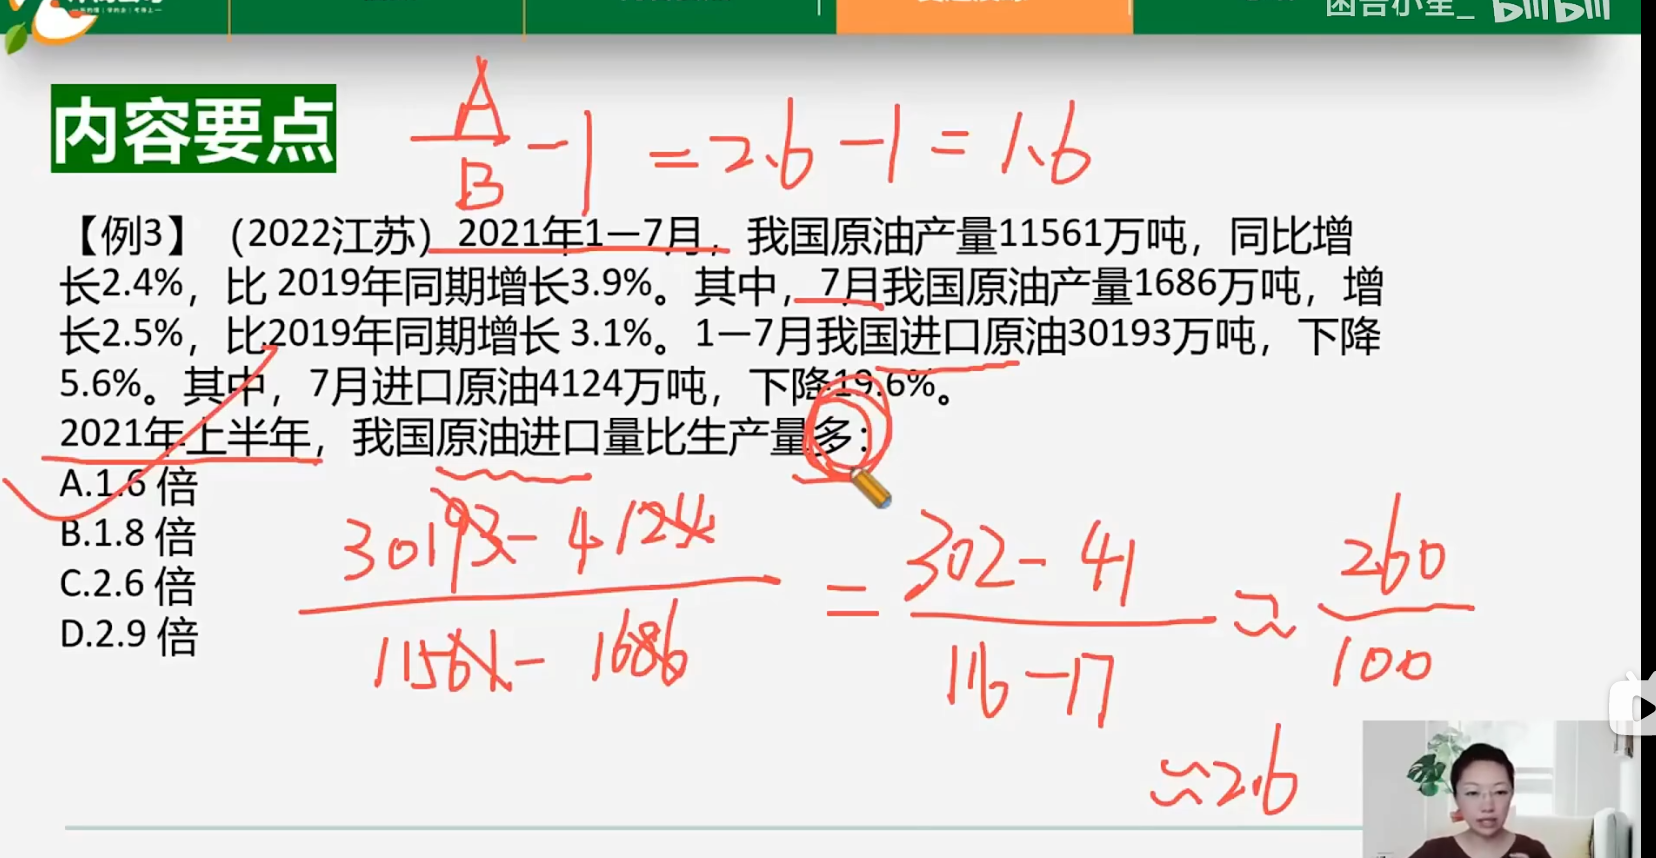 困告小星_ bilibili
内容要点
A/B - 1 = 2.6 - 1 = 1.6
【例3】（2022江苏）2021年1一7月，我国原油产量11561万吨，同比增
长2.4%，比 2019年同期增长3.9%。其中，7月我国原油产量1686万吨，增
长2.5%，比2019年同期增长 3.1%。1一7月我国进口原油30193万吨，下降
5.6%。其中，7月进口原油4124万吨，下降19.6%。
2021年上半年，我国原油进口量比生产量多：
A.1.6 倍
B.1.8 倍
C.2.6 倍
D.2.9 倍
30193 - 4124 / 11561 - 1686 = 302 - 41 / 116 - 17 ≈ 260 / 100
≈2.6